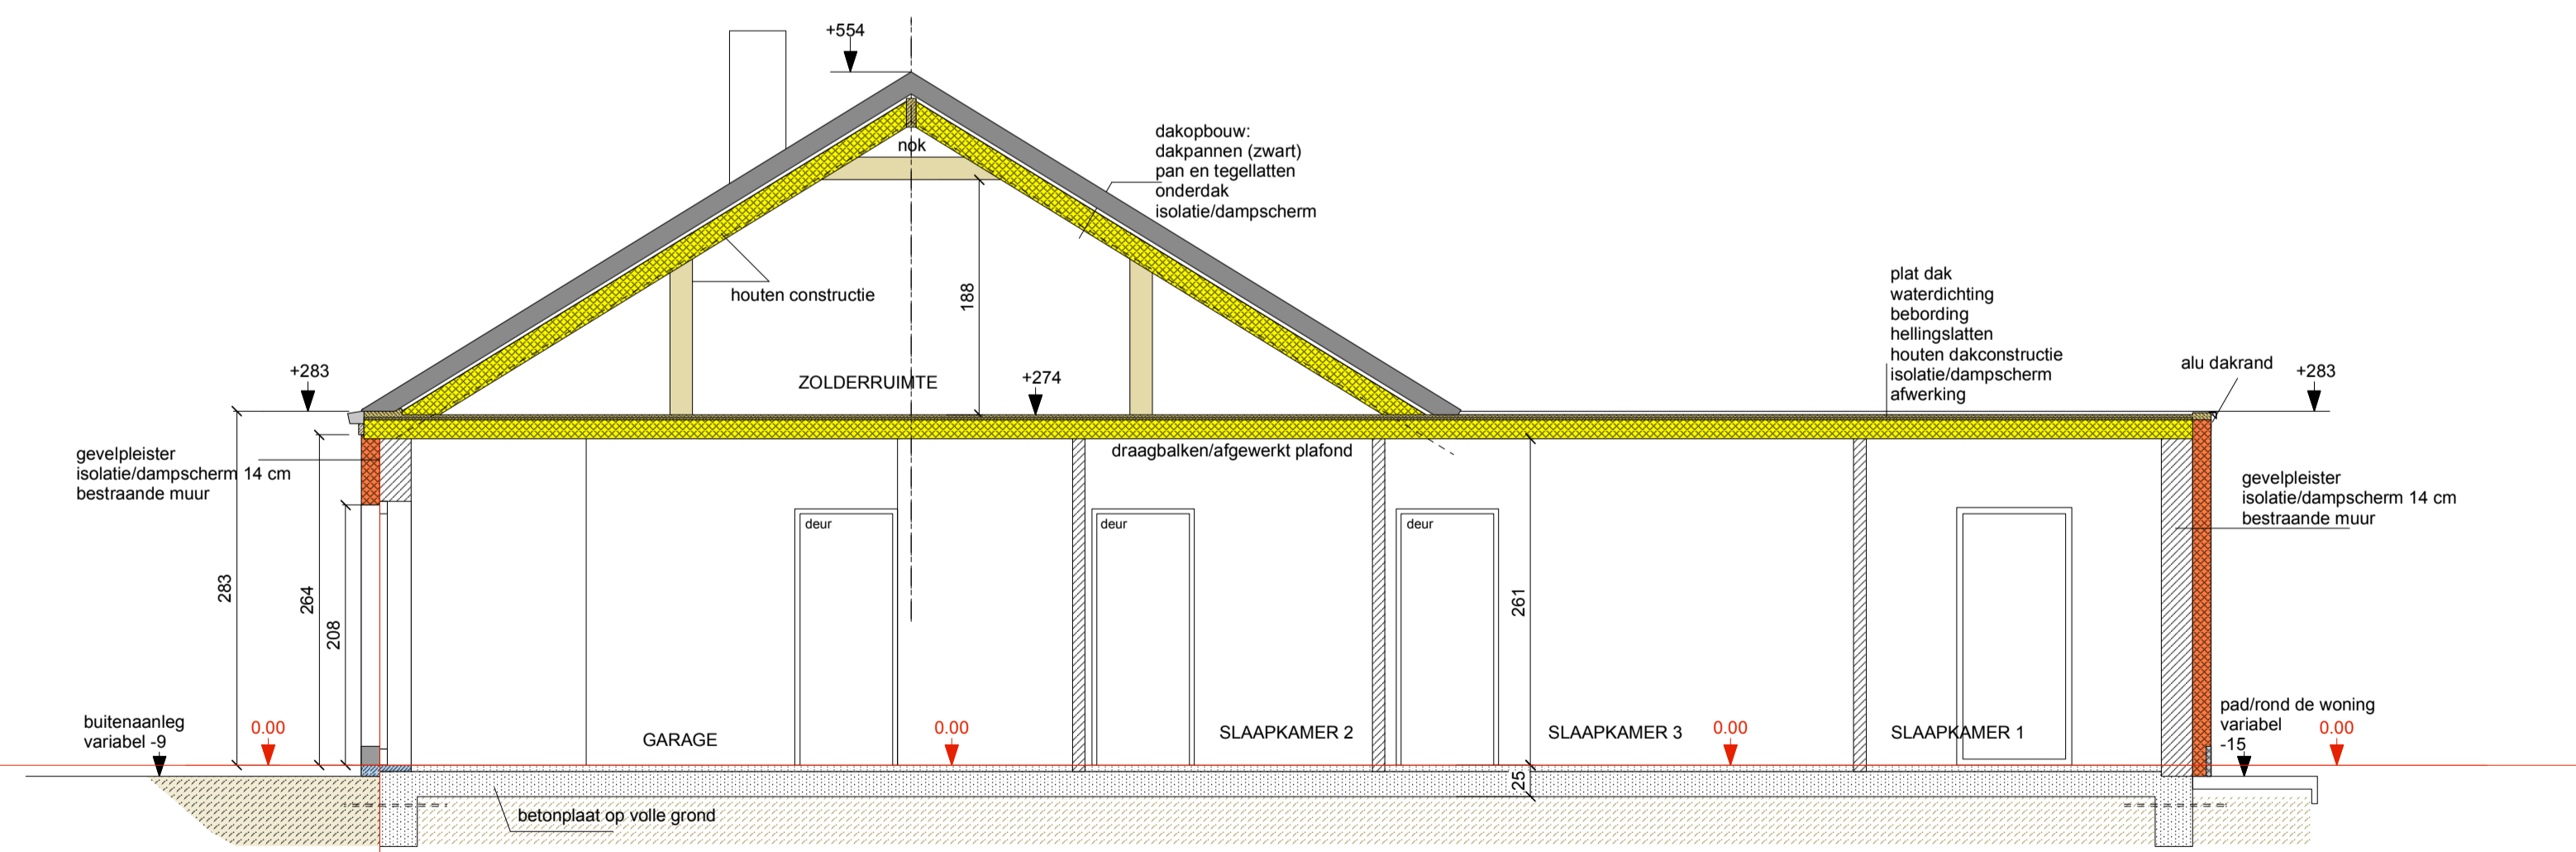 +554
nok
dakopbouw:
dakpannen (zwart)
pan en tegellatten
onderdak
isolatie/dampscherm
houten constructie
188
plat dak
waterdichting
bebording
hellingslatten
houten dakconstructie
isolatie/dampscherm
afwerking
alu dakrand
+283
+283
ZOLDERRUIMTE
+274
draagbalken/afgewerkt plafond
gevelpleister
isolatie/dampscherm 14 cm
bestraande muur
gevelpleister
isolatie/dampscherm 14 cm
bestraande muur
deur
deur
deur
283
264
208
261
buitenaanleg
variabel -9
0.00
GARAGE
0.00
SLAAPKAMER 2
SLAAPKAMER 3
0.00
SLAAPKAMER 1
pad/rond de woning
variabel
-15
0.00
25
betonplaat op volle grond